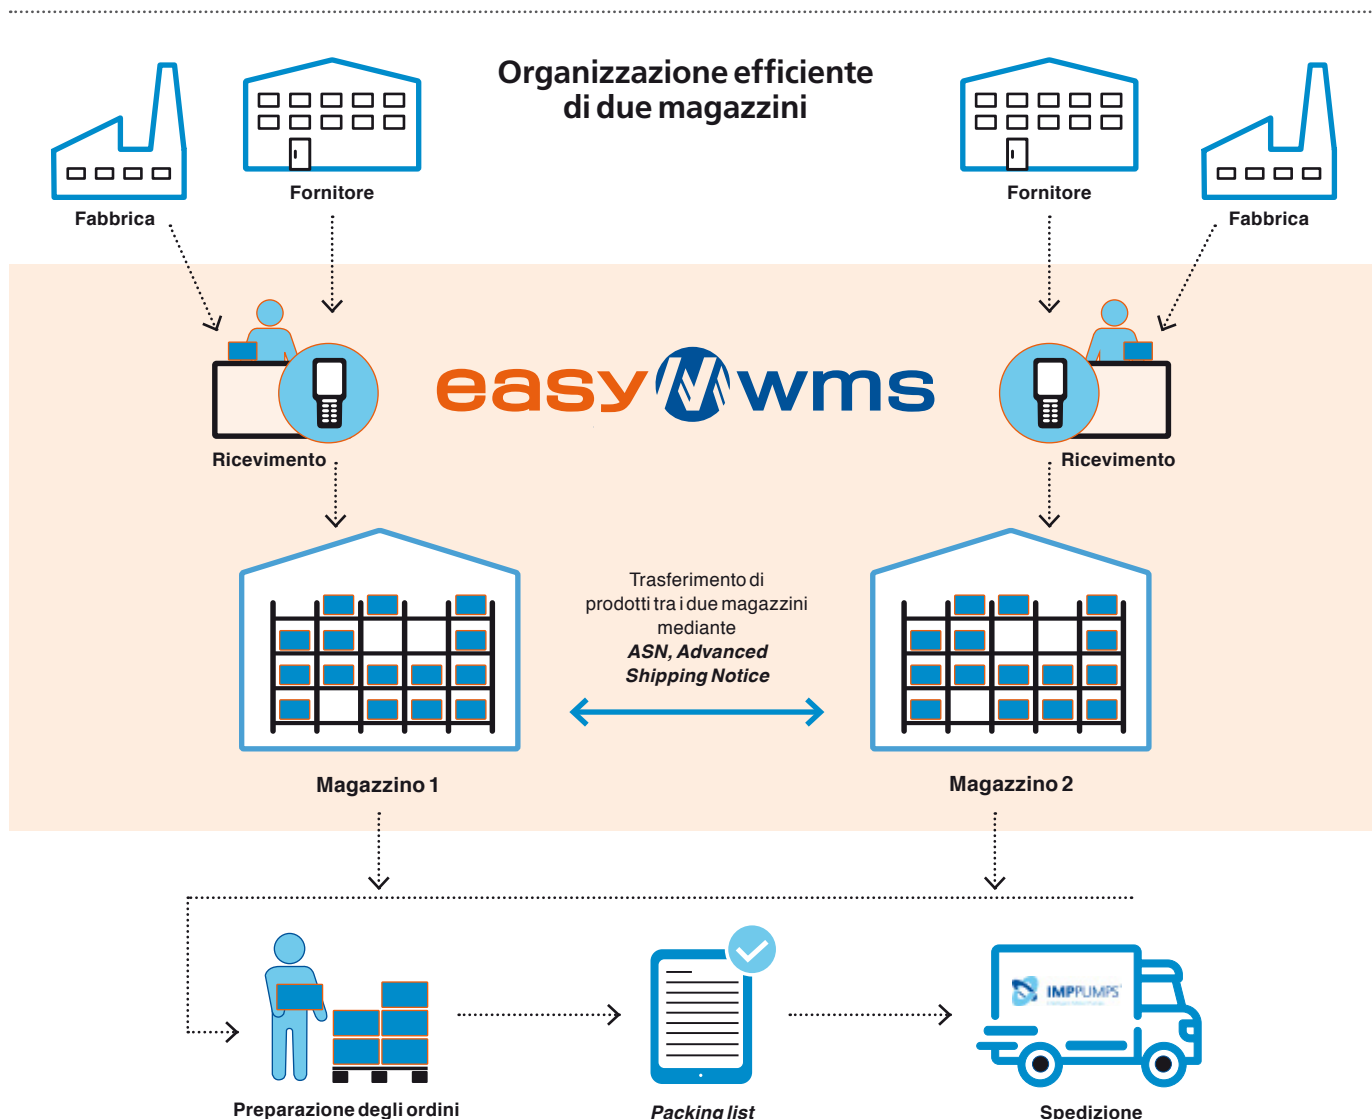 Organizzazione efficiente
di due magazzini
Fabbrica
Fornitore
Fornitore
Fabbrica
easy wms
Ricevimento
Ricevimento
Trasferimento di
prodotti tra i due magazzini
mediante
ASN, Advanced
Shipping Notice
Magazzino 1
Magazzino 2
IMPPUMPS
Preparazione degli ordini
Packing list
Spedizione